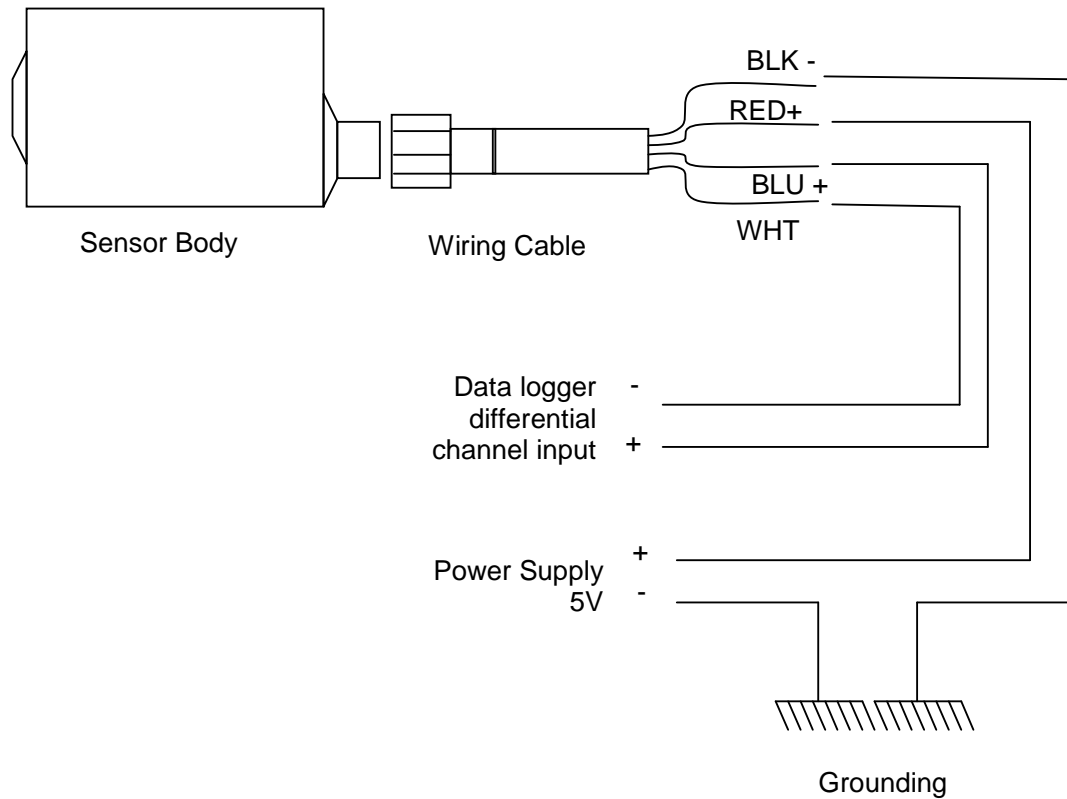 BLK -
RED+
BLU +
WHT
Sensor Body
Wiring Cable
Data logger -
differential
channel input +
+
Power Supply
5V -
Grounding